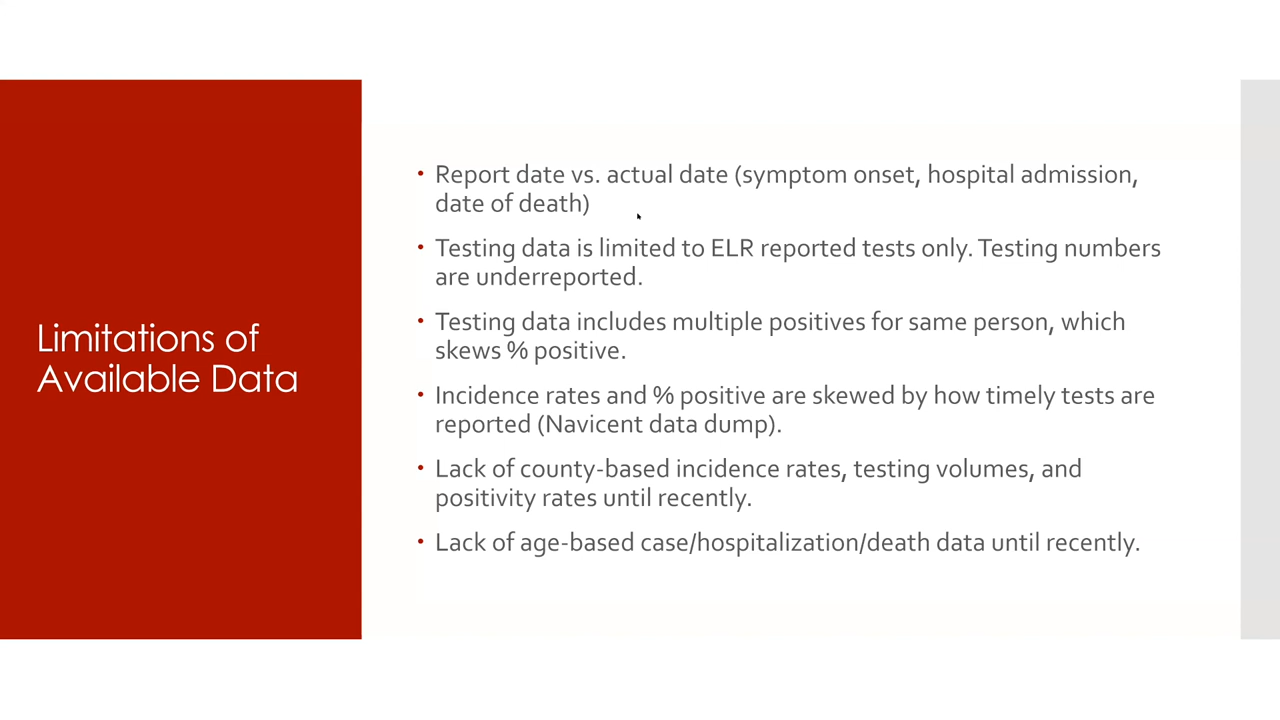 Limitations of
Available Data
• Report date vs. actual date (symptom onset, hospital admission,
date of death)
• Testing data is limited to ELR reported tests only. Testing numbers
are underreported.
• Testing data includes multiple positives for same person, which
skews % positive.
• Incidence rates and % positive are skewed by how timely tests are
reported (Navicent data dump).
• Lack of county-based incidence rates, testing volumes, and
positivity rates until recently.
• Lack of age-based case/hospitalization/death data until recently.